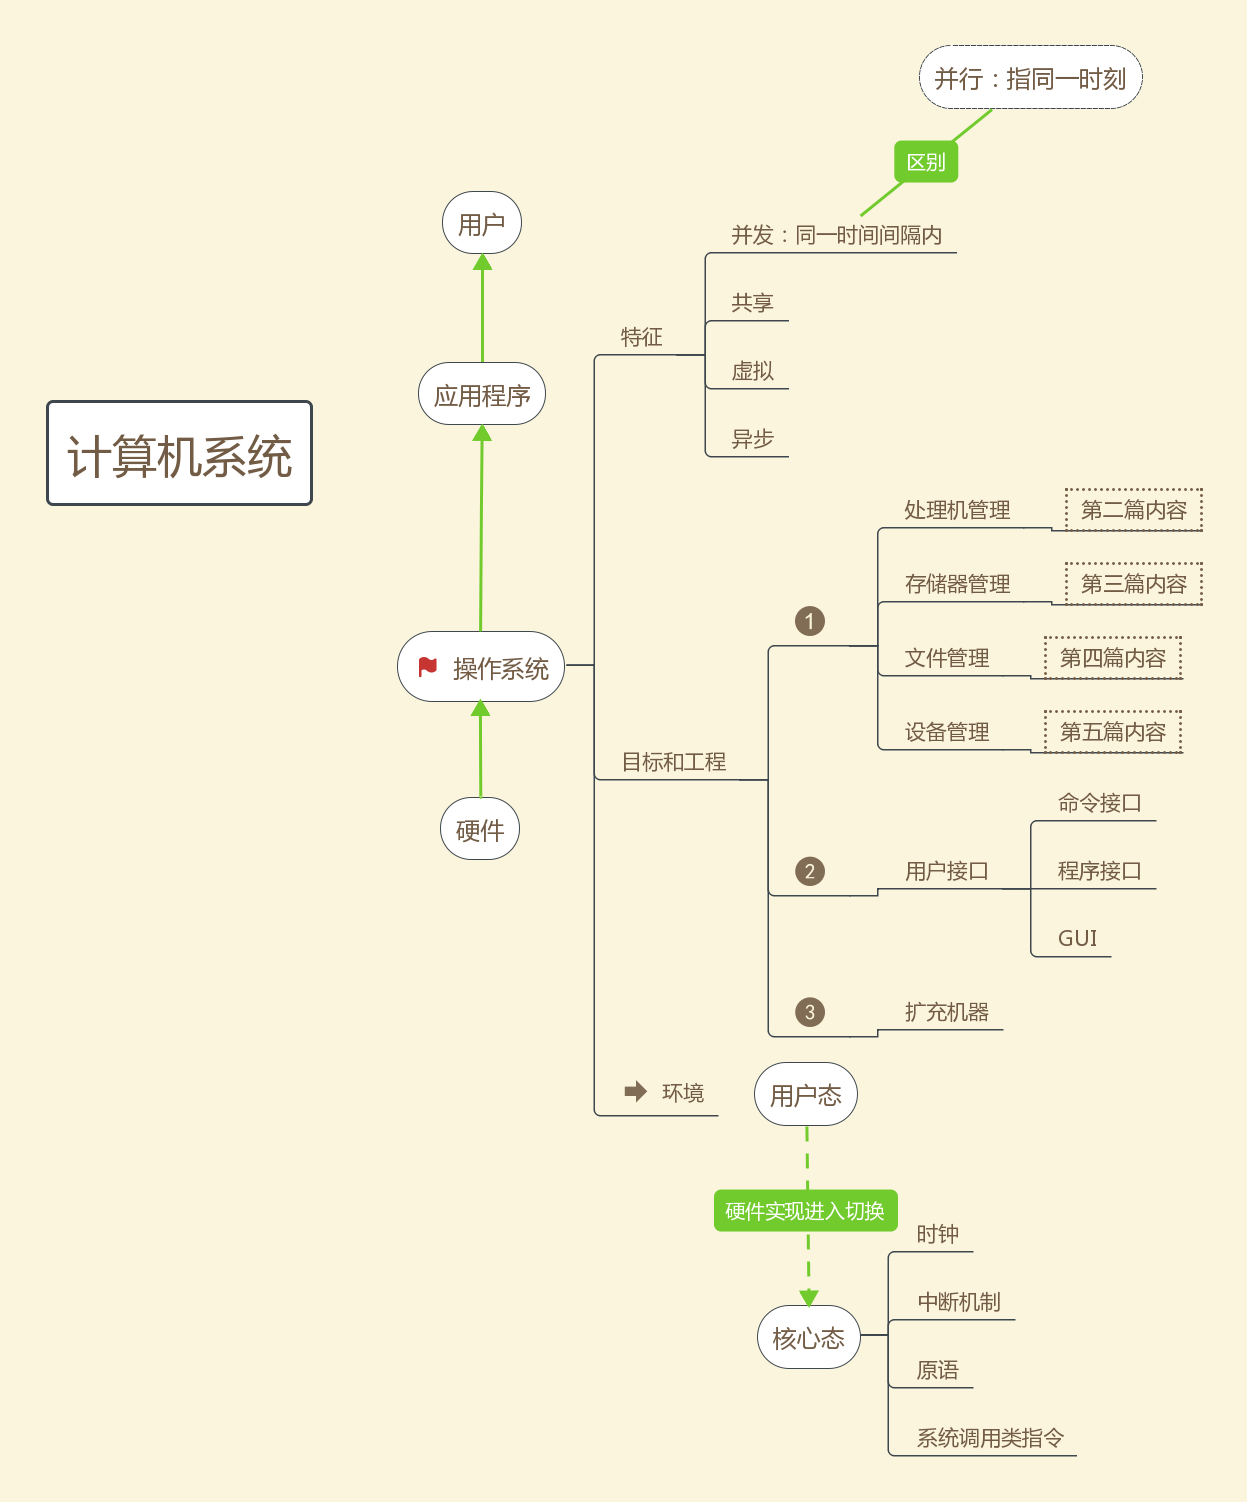 计算机系统
用户
应用程序
操作系统
硬件
特征
并发：同一时间间隔内
区别
并行：指同一时刻
共享
虚拟
异步
目标和工程
1
处理机管理
第二篇内容
存储器管理
第三篇内容
文件管理
第四篇内容
设备管理
第五篇内容
2
用户接口
命令接口
程序接口
GUI
3
扩充机器
环境
用户态
硬件实现进入切换
核心态
时钟
中断机制
原语
系统调用类指令